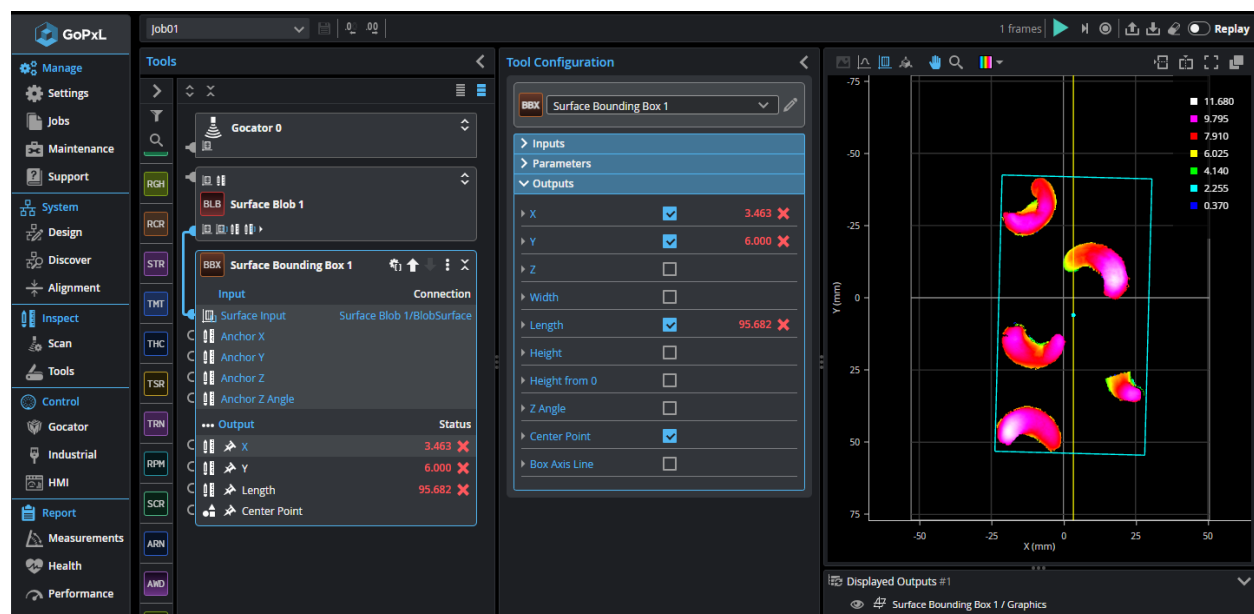 GoPxL
Job01
1 frames
Replay
Manage
Settings
Jobs
Maintenance
Support
System
Design
Discover
Alignment
Inspect
Scan
Tools
Control
Gocator
Industrial
HMI
Report
Measurements
Health
Performance
Tools
RGH
RCR
STR
TMT
THC
TSR
TRN
RPM
SCR
ARN
AWD
Gocator 0
BLB Surface Blob 1
BBX Surface Bounding Box 1
Input Connection
Surface Input Surface Blob 1/BlobSurface
Anchor X
Anchor Y
Anchor Z
Anchor Z Angle
Output Status
X 3.463
Y 6.000
Length 95.682
Center Point
Tool Configuration
BBX Surface Bounding Box 1
Inputs
Parameters
Outputs
X 3.463
Y 6.000
Z
Width
Length 95.682
Height
Height from 0
Z Angle
Center Point
Box Axis Line
-75
-50
-25
0
25
50
75
Y (mm)
-50 -25 0 25 50
X (mm)
11.680
9.795
7.910
6.025
4.140
2.255
0.370
Displayed Outputs #1
Surface Bounding Box 1 / Graphics